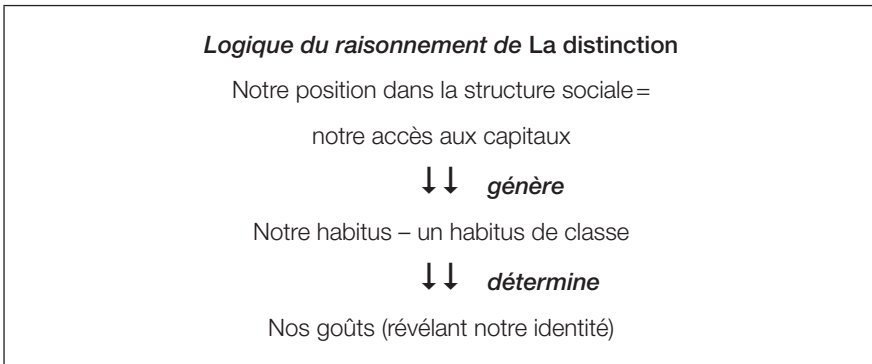 Logique du raisonnement de La distinction
Notre position dans la structure sociale =
notre accès aux capitaux
↓↓ génère
Notre habitus – un habitus de classe
↓↓ détermine
Nos goûts (révélant notre identité)